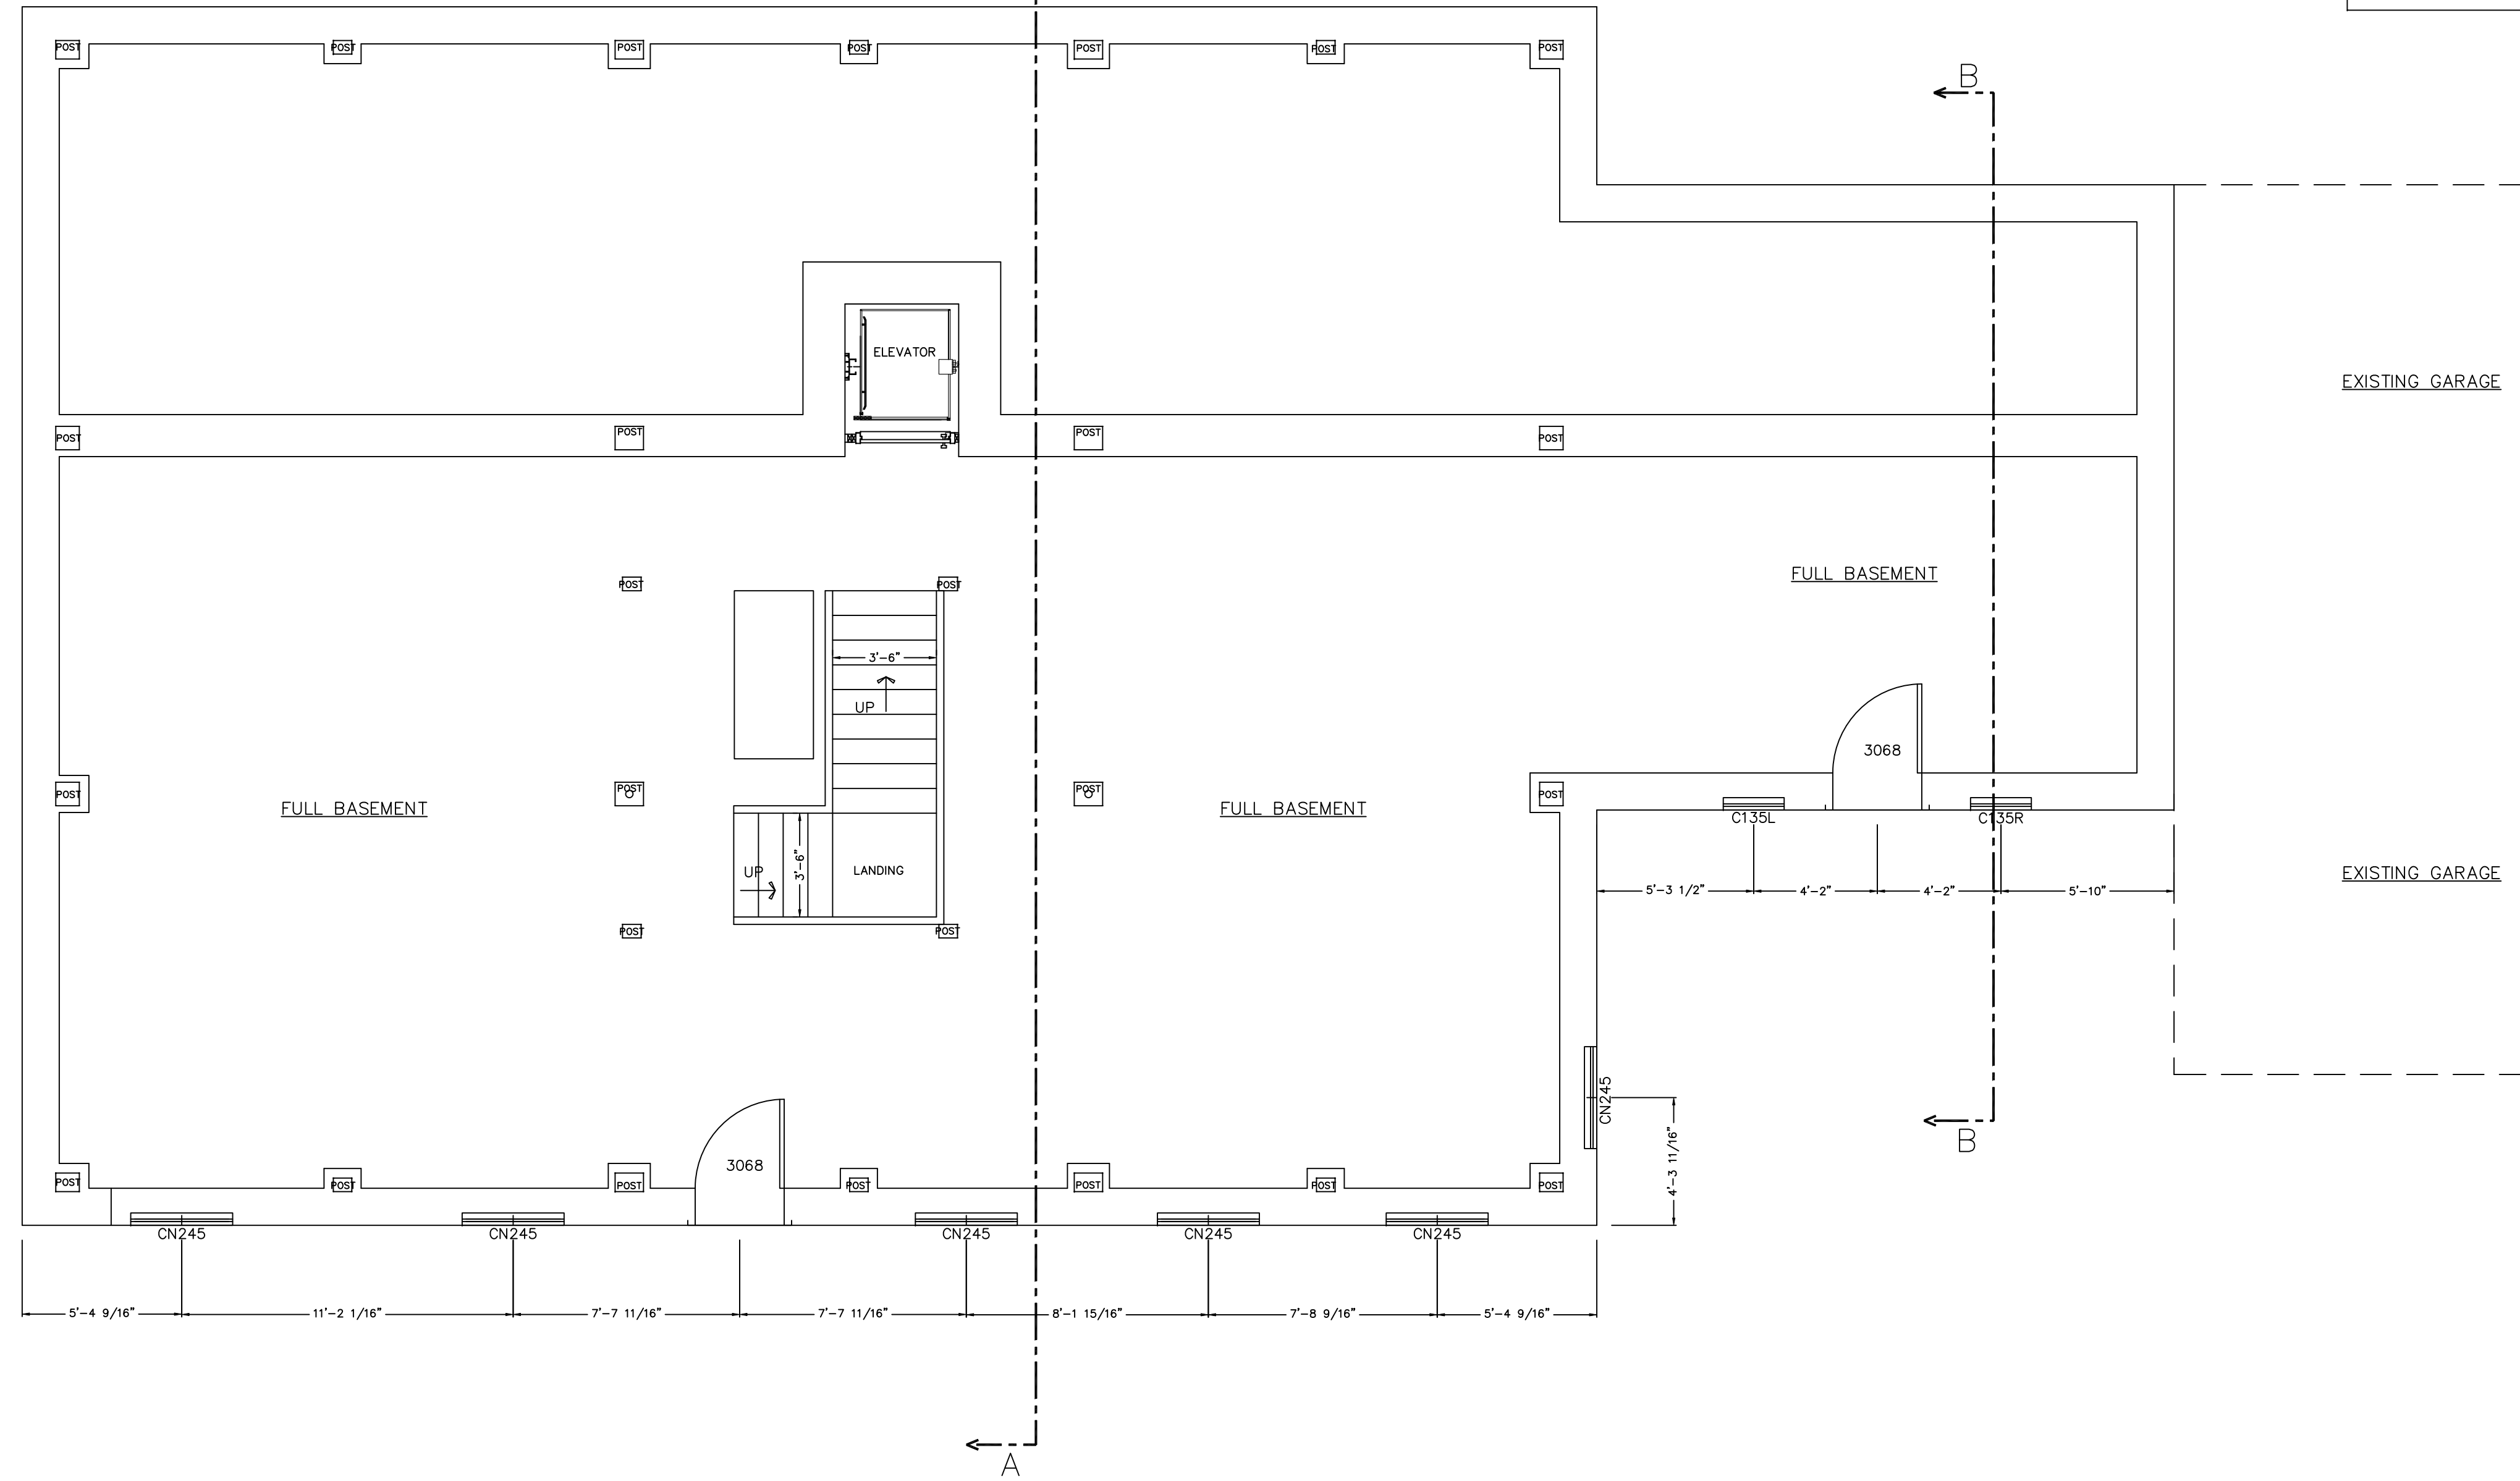 POST
POST
POST
POST
POST
POST
POST
B
ELEVATOR
EXISTING GARAGE
POST
POST
POST
POST
POST
POST
FULL BASEMENT
3'-6"
UP
3068
POST
POST
POST
POST
FULL BASEMENT
FULL BASEMENT
C135L
C135R
3'-6"
UP
LANDING
EXISTING GARAGE
5'-3 1/2"
4'-2"
4'-2"
5'-10"
POST
POST
CN245
B
4'-3 11/16"
3068
POST
POST
POST
POST
POST
POST
POST
CN245
CN245
CN245
CN245
CN245
5'-4 9/16"
11'-2 1/16"
7'-7 11/16"
7'-7 11/16"
8'-1 15/16"
7'-8 9/16"
5'-4 9/16"
A